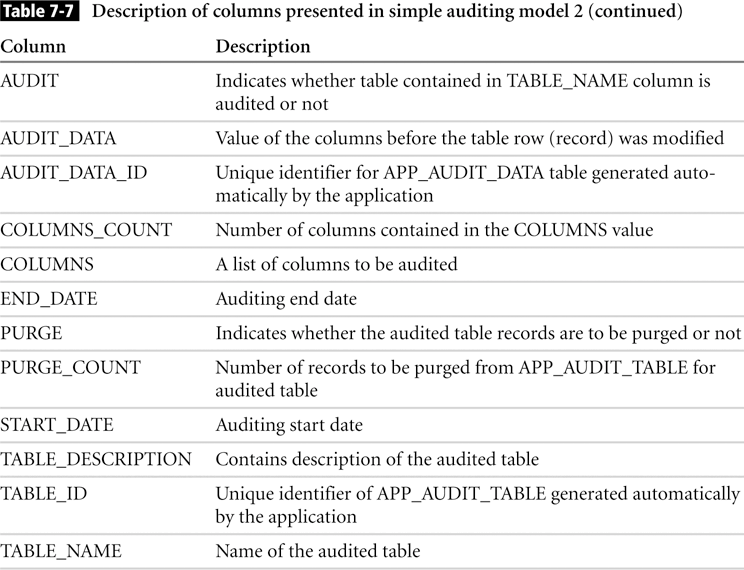 Table 7-7 Description of columns presented in simple auditing model 2 (continued)
Column Description
AUDIT Indicates whether table contained in TABLE_NAME column is
audited or not
AUDIT_DATA Value of the columns before the table row (record) was modified
AUDIT_DATA_ID Unique identifier for APP_AUDIT_DATA table generated auto-
matically by the application
COLUMNS_COUNT Number of columns contained in the COLUMNS value
COLUMNS A list of columns to be audited
END_DATE Auditing end date
PURGE Indicates whether the audited table records are to be purged or not
PURGE_COUNT Number of records to be purged from APP_AUDIT_TABLE for
audited table
START_DATE Auditing start date
TABLE_DESCRIPTION Contains description of the audited table
TABLE_ID Unique identifier of APP_AUDIT_TABLE generated automatically
by the application
TABLE_NAME Name of the audited table